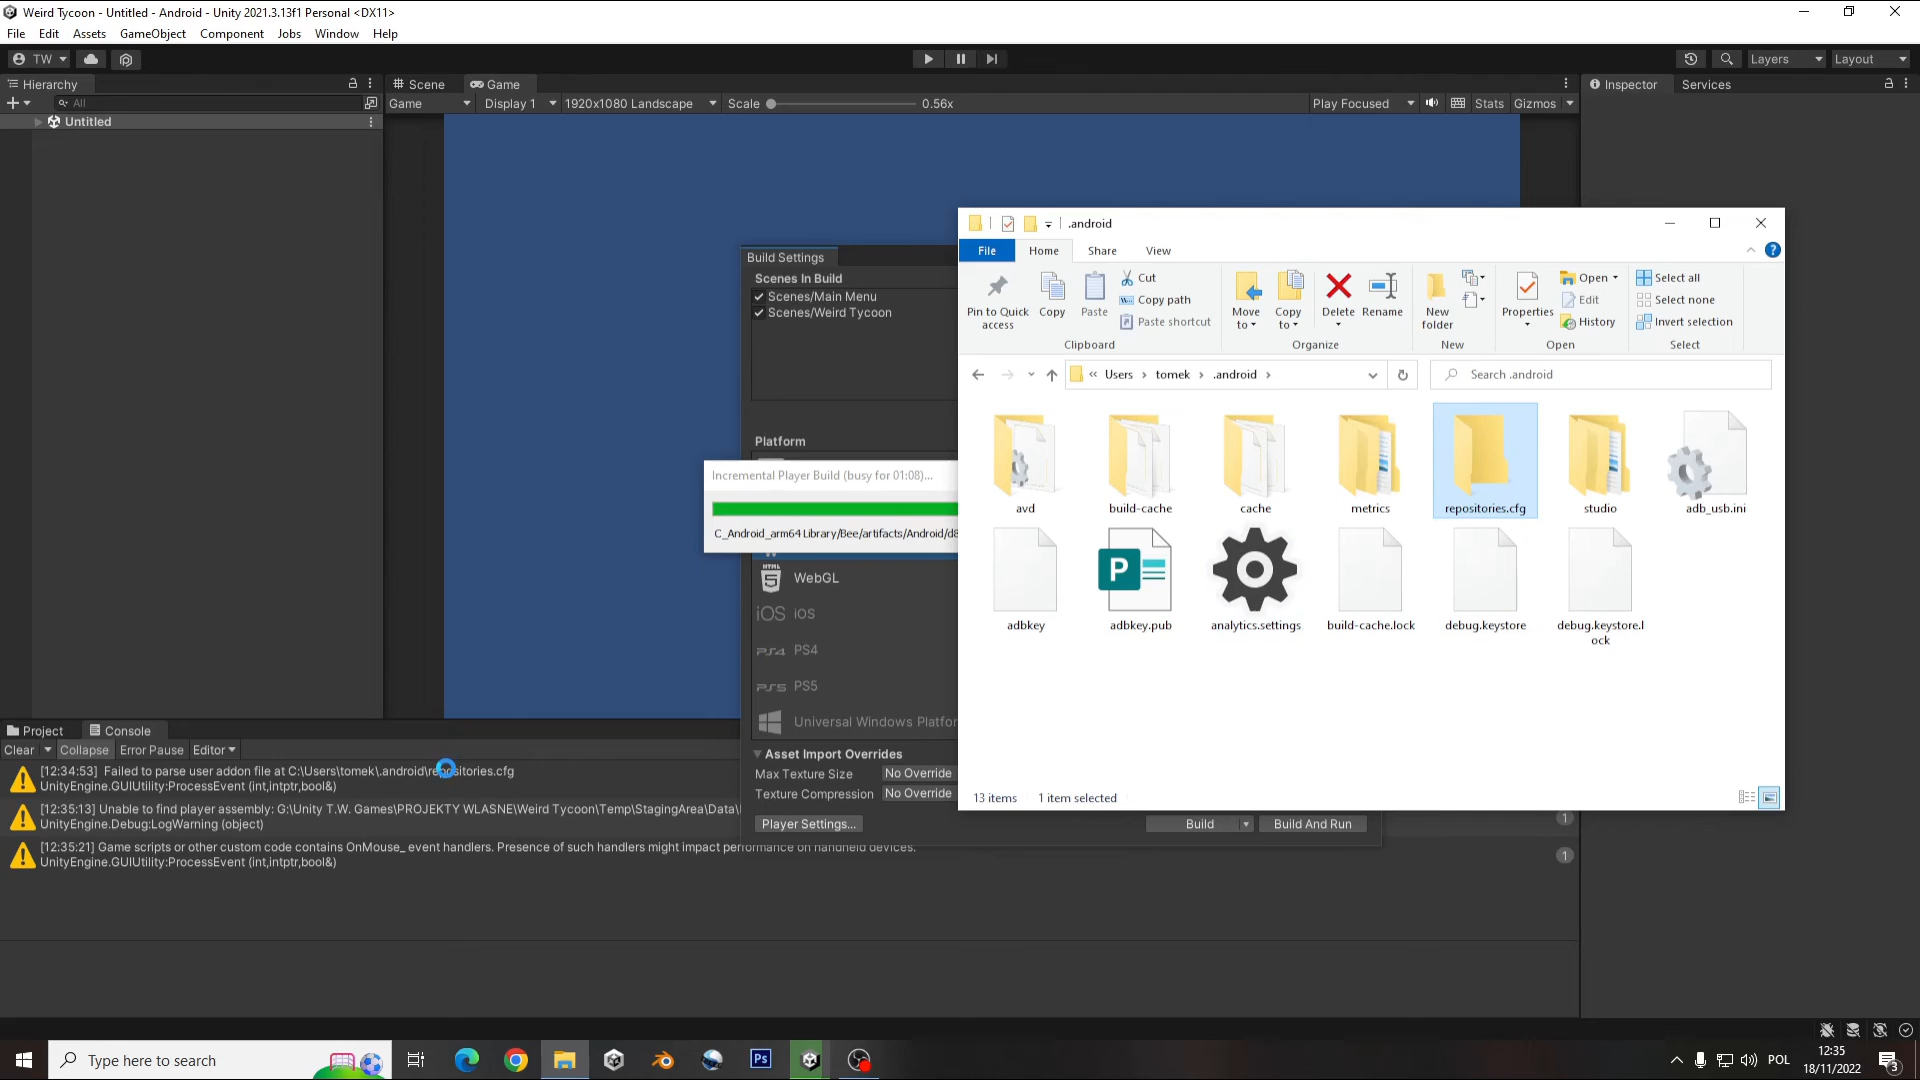 Weird Tycoon - Untitled - Android - Unity 2021.3.13f1 Personal <DX11>
File Edit Assets GameObject Component Jobs Window Help
TW
Layers
Layout
Hierarchy
All
Untitled
Scene
Game
Game
Display 1
1920x1080 Landscape
Scale
0.56x
Play Focused
Stats
Gizmos
Inspector
Services
Build Settings
Scenes In Build
Scenes/Main Menu
Scenes/Weird Tycoon
Platform
Incremental Player Build (busy for 01:08)...
C_Android_arm64 Library/Bee/artifacts/Android/d8
HTML
5
WebGL
iOS iOS
PS4 PS4
PS5 PS5
Universal Windows Platfor
Asset Import Overrides
Max Texture Size No Override
Texture Compression No Override
Player Settings...
Build
Build And Run
.android
File Home Share View
Pin to Quick access
Copy
Paste
Cut
Copy path
Paste shortcut
Clipboard
Move to
Copy to
Delete
Rename
Organize
New folder
New
Properties
Open
Edit
History
Open
Select all
Select none
Invert selection
Select
« Users › tomek › .android ›
Search .android
avd
build-cache
cache
metrics
repositories.cfg
studio
adb_usb.ini
adbkey
P
adbkey.pub
analytics.settings
build-cache.lock
debug.keystore
debug.keystore.l
ock
13 items 1 item selected
Project
Console
Clear Collapse Error Pause Editor
[12:34:53] Failed to parse user addon file at C:\Users\tomek\.android\repositories.cfg
UnityEngine.GUIUtility:ProcessEvent (int,intptr,bool&)
[12:35:13] Unable to find player assembly: G:\Unity T.W. Games\PROJEKTY WLASNE\Weird Tycoon\Temp\StagingArea\Data\
UnityEngine.Debug:LogWarning (object)
1
[12:35:21] Game scripts or other custom code contains OnMouse_ event handlers. Presence of such handlers might impact performance on handheld devices.
UnityEngine.GUIUtility:ProcessEvent (int,intptr,bool&)
1
Type here to search
Ps
POL
12:35
18/11/2022
3